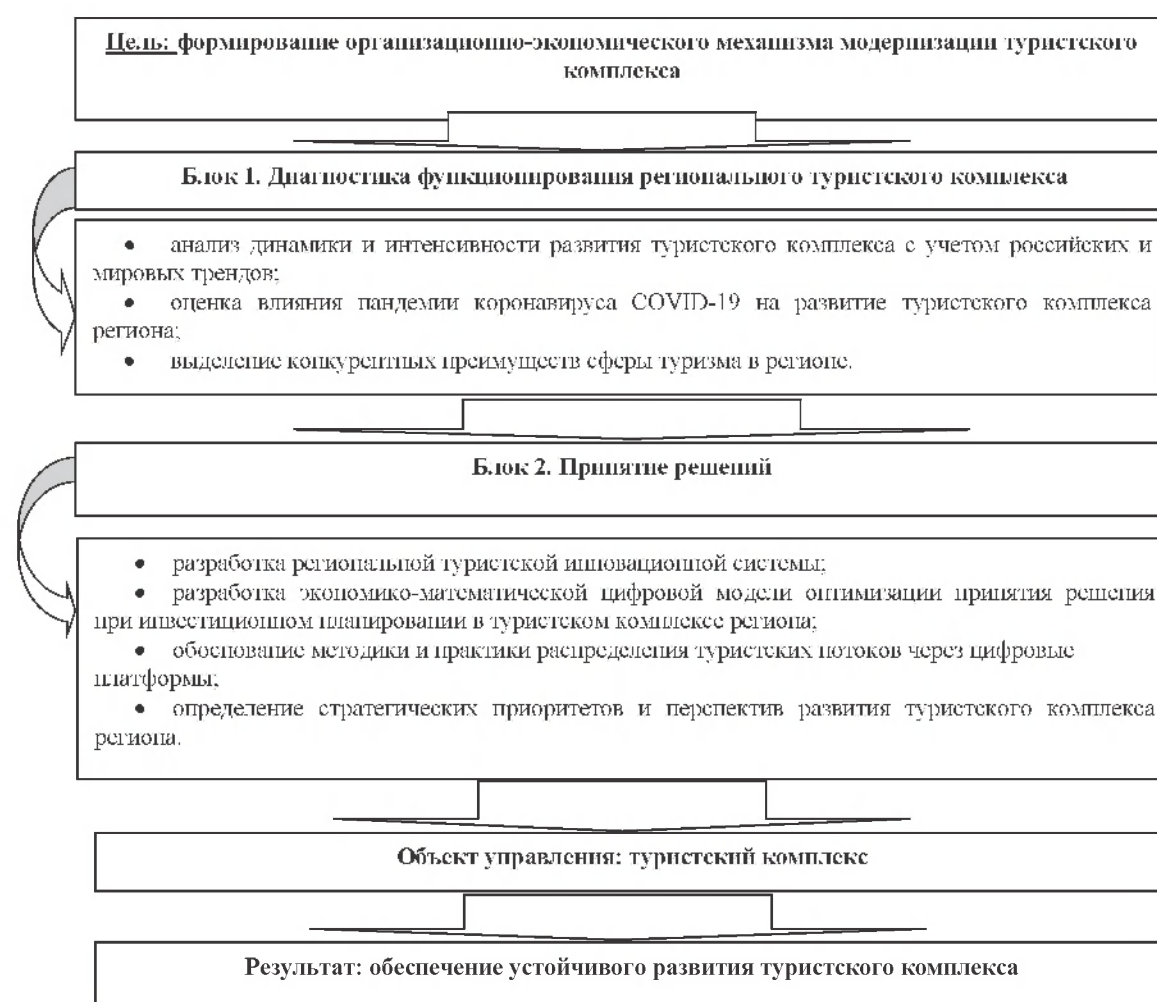 Цель: формирование организационно-экономического механизма модернизации туристского
комплекса
Блок 1. Диагностика функционирования регионального туристского комплекса
• анализ динамики и интенсивности развития туристского комплекса с учетом российских и
мировых трендов;
• оценка влияния пандемии коронавируса COVID-19 на развитие туристского комплекса
региона;
• выделение конкурентных преимуществ сферы туризма в регионе.
Блок 2. Принятие решений
• разработка региональной туристской инновационной системы;
• разработка экономико-математической цифровой модели оптимизации принятия решения
при инвестиционном планировании в туристском комплексе региона;
• обоснование методики и практики распределения туристских потоков через цифровые
платформы;
• определение стратегических приоритетов и перспектив развития туристского комплекса
региона.
Объект управления: туристский комплекс
Результат: обеспечение устойчивого развития туристского комплекса